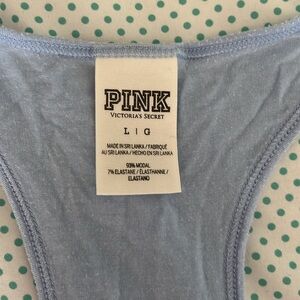 PINK
VICTORIA'S SECRET
L | G
MADE IN SRI LANKA / FABRIQUÉ
AU SRI LANKA / HECHO EN SRI LANKA
93% MODAL
7% ELASTANE / ÉLASTHANNE /
ELASTANO